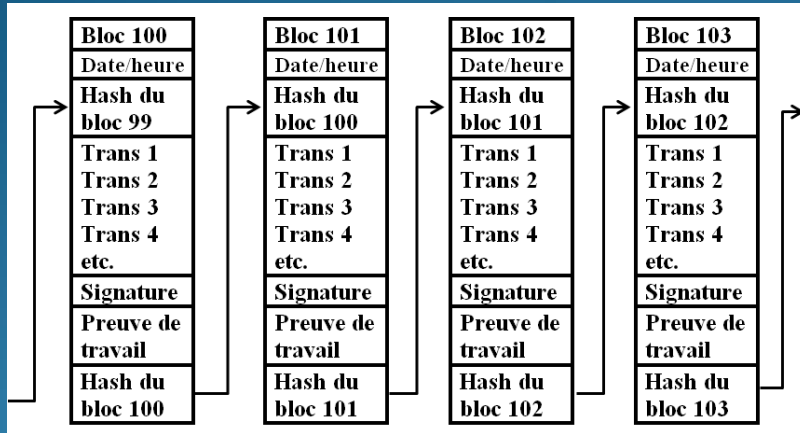 Bloc 100
Date/heure
Hash du
bloc 99
Trans 1
Trans 2
Trans 3
Trans 4
etc.
Signature
Preuve de
travail
Hash du
bloc 100
Bloc 101
Date/heure
Hash du
bloc 100
Trans 1
Trans 2
Trans 3
Trans 4
etc.
Signature
Preuve de
travail
Hash du
bloc 101
Bloc 102
Date/heure
Hash du
bloc 101
Trans 1
Trans 2
Trans 3
Trans 4
etc.
Signature
Preuve de
travail
Hash du
bloc 102
Bloc 103
Date/heure
Hash du
bloc 102
Trans 1
Trans 2
Trans 3
Trans 4
etc.
Signature
Preuve de
travail
Hash du
bloc 103